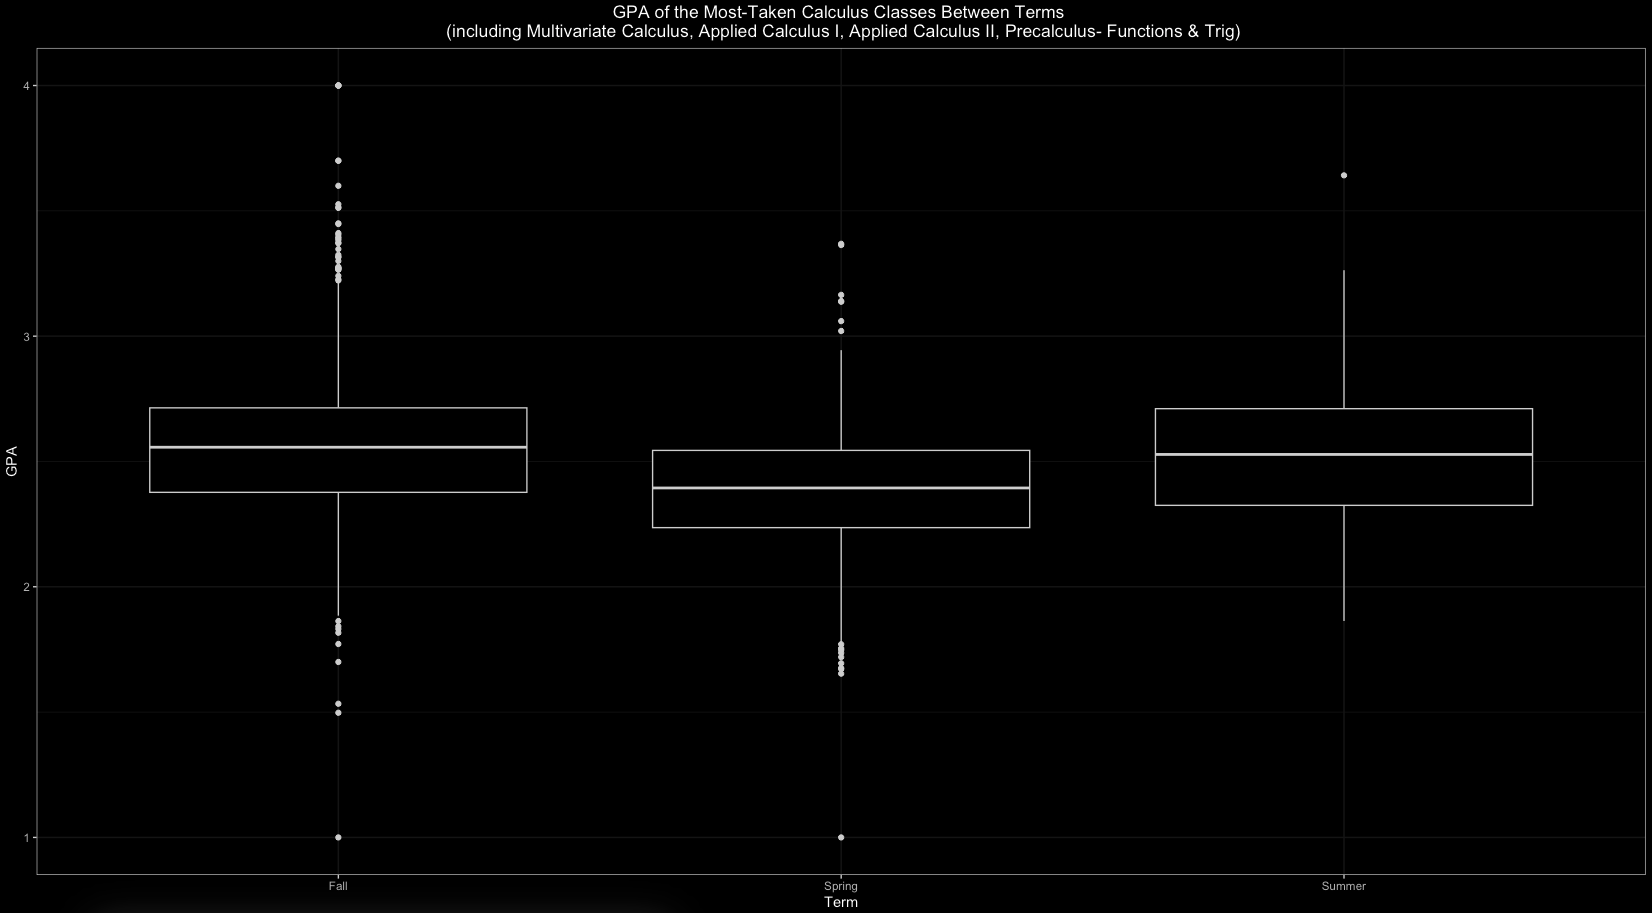 GPA of the Most-Taken Calculus Classes Between Terms
(including Multivariate Calculus, Applied Calculus I, Applied Calculus II, Precalculus- Functions & Trig)
4
3
GPA
2
1
Fall Spring Summer
Term